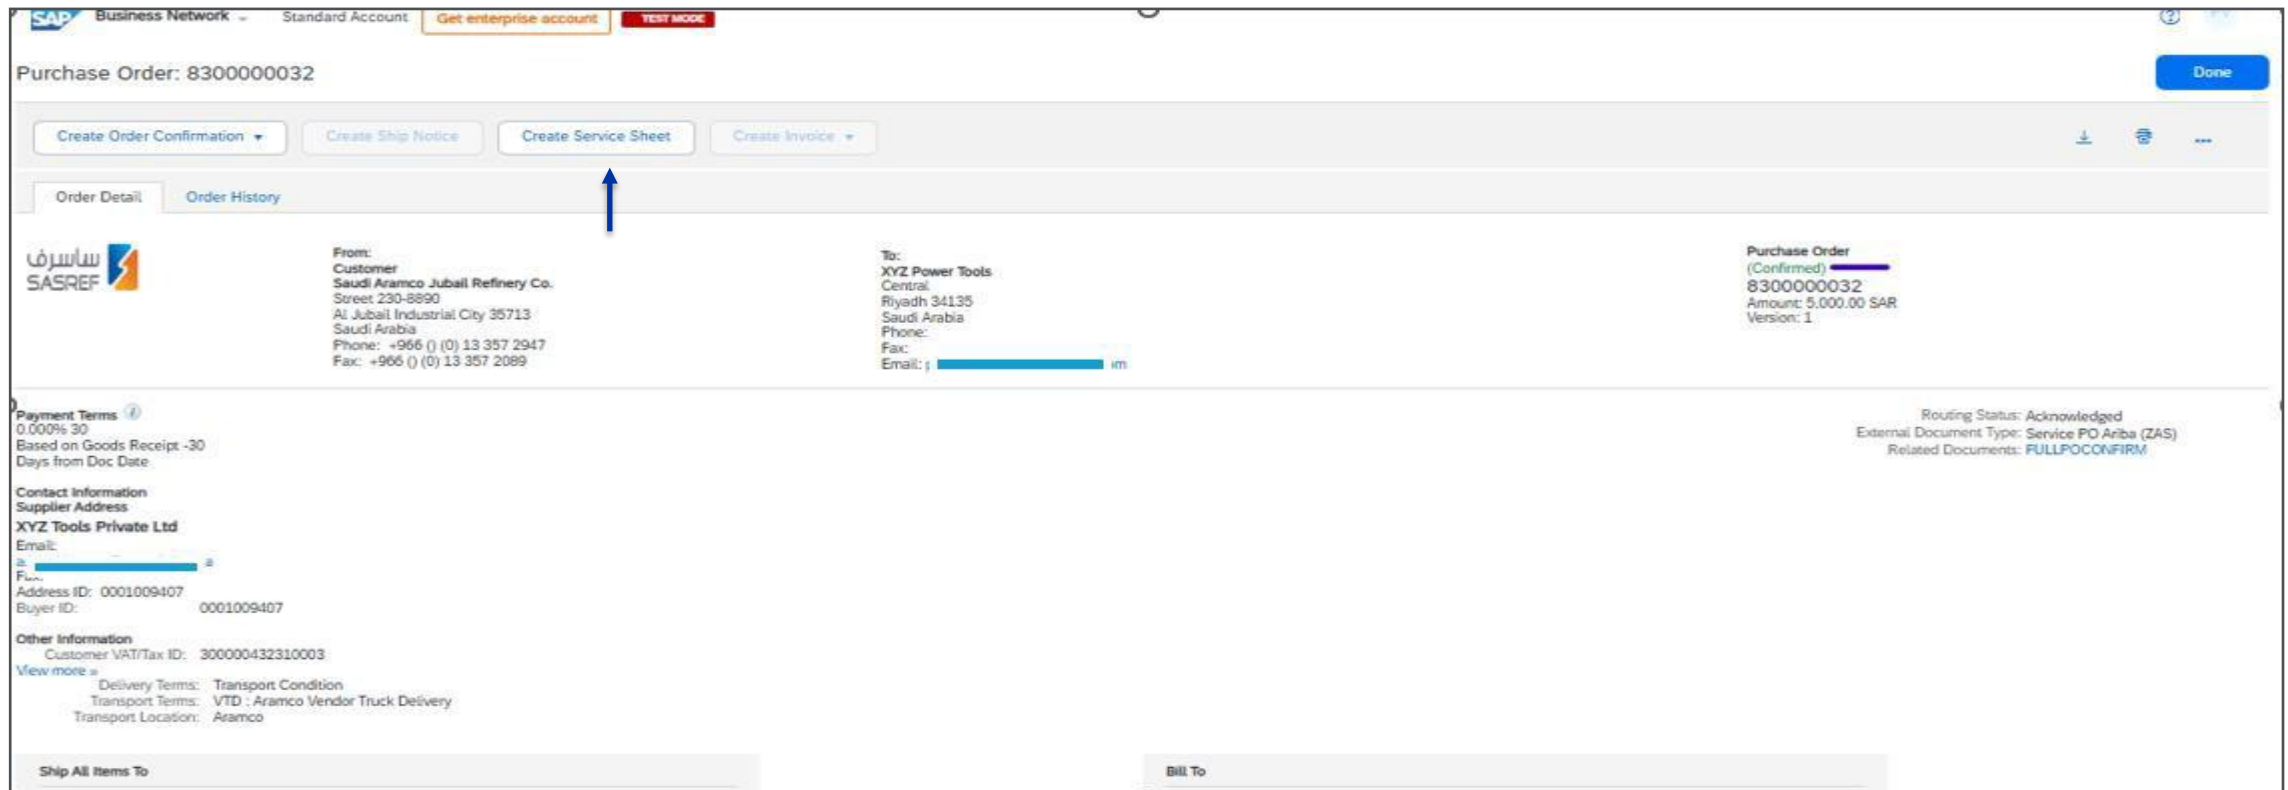 SAP Business Network Standard Account Get enterprise account TEST MODE
Purchase Order: 8300000032
Done
Create Order Confirmation Create Ship Notice Create Service Sheet Create Invoice
Order Detail Order History
ساسرف
SASREF
From:
Customer
Saudi Aramco Jubail Refinery Co.
Street 230-8890
Al Jubail Industrial City 35713
Saudi Arabia
Phone: +966 () (0) 13 357 2947
Fax: +966 () (0) 13 357 2089
To:
XYZ Power Tools
Central
Riyadh 34135
Saudi Arabia
Phone:
Fax:
Email:
Purchase Order
(Confirmed)
8300000032
Amount: 5,000.00 SAR
Version: 1
Payment Terms
0.000% 30
Based on Goods Receipt -30
Days from Doc Date
Routing Status: Acknowledged
External Document Type: Service PO Ariba (ZAS)
Related Documents: FULLPOCONFIRM
Contact Information
Supplier Address
XYZ Tools Private Ltd
Email:
Address ID: 0001009407
Buyer ID: 0001009407
Other Information
Customer VAT/Tax ID: 300000432310003
View more »
Delivery Terms: Transport Condition
Transport Terms: VTD : Aramco Vendor Truck Delivery
Transport Location: Aramco
Ship All Items To
Bill To